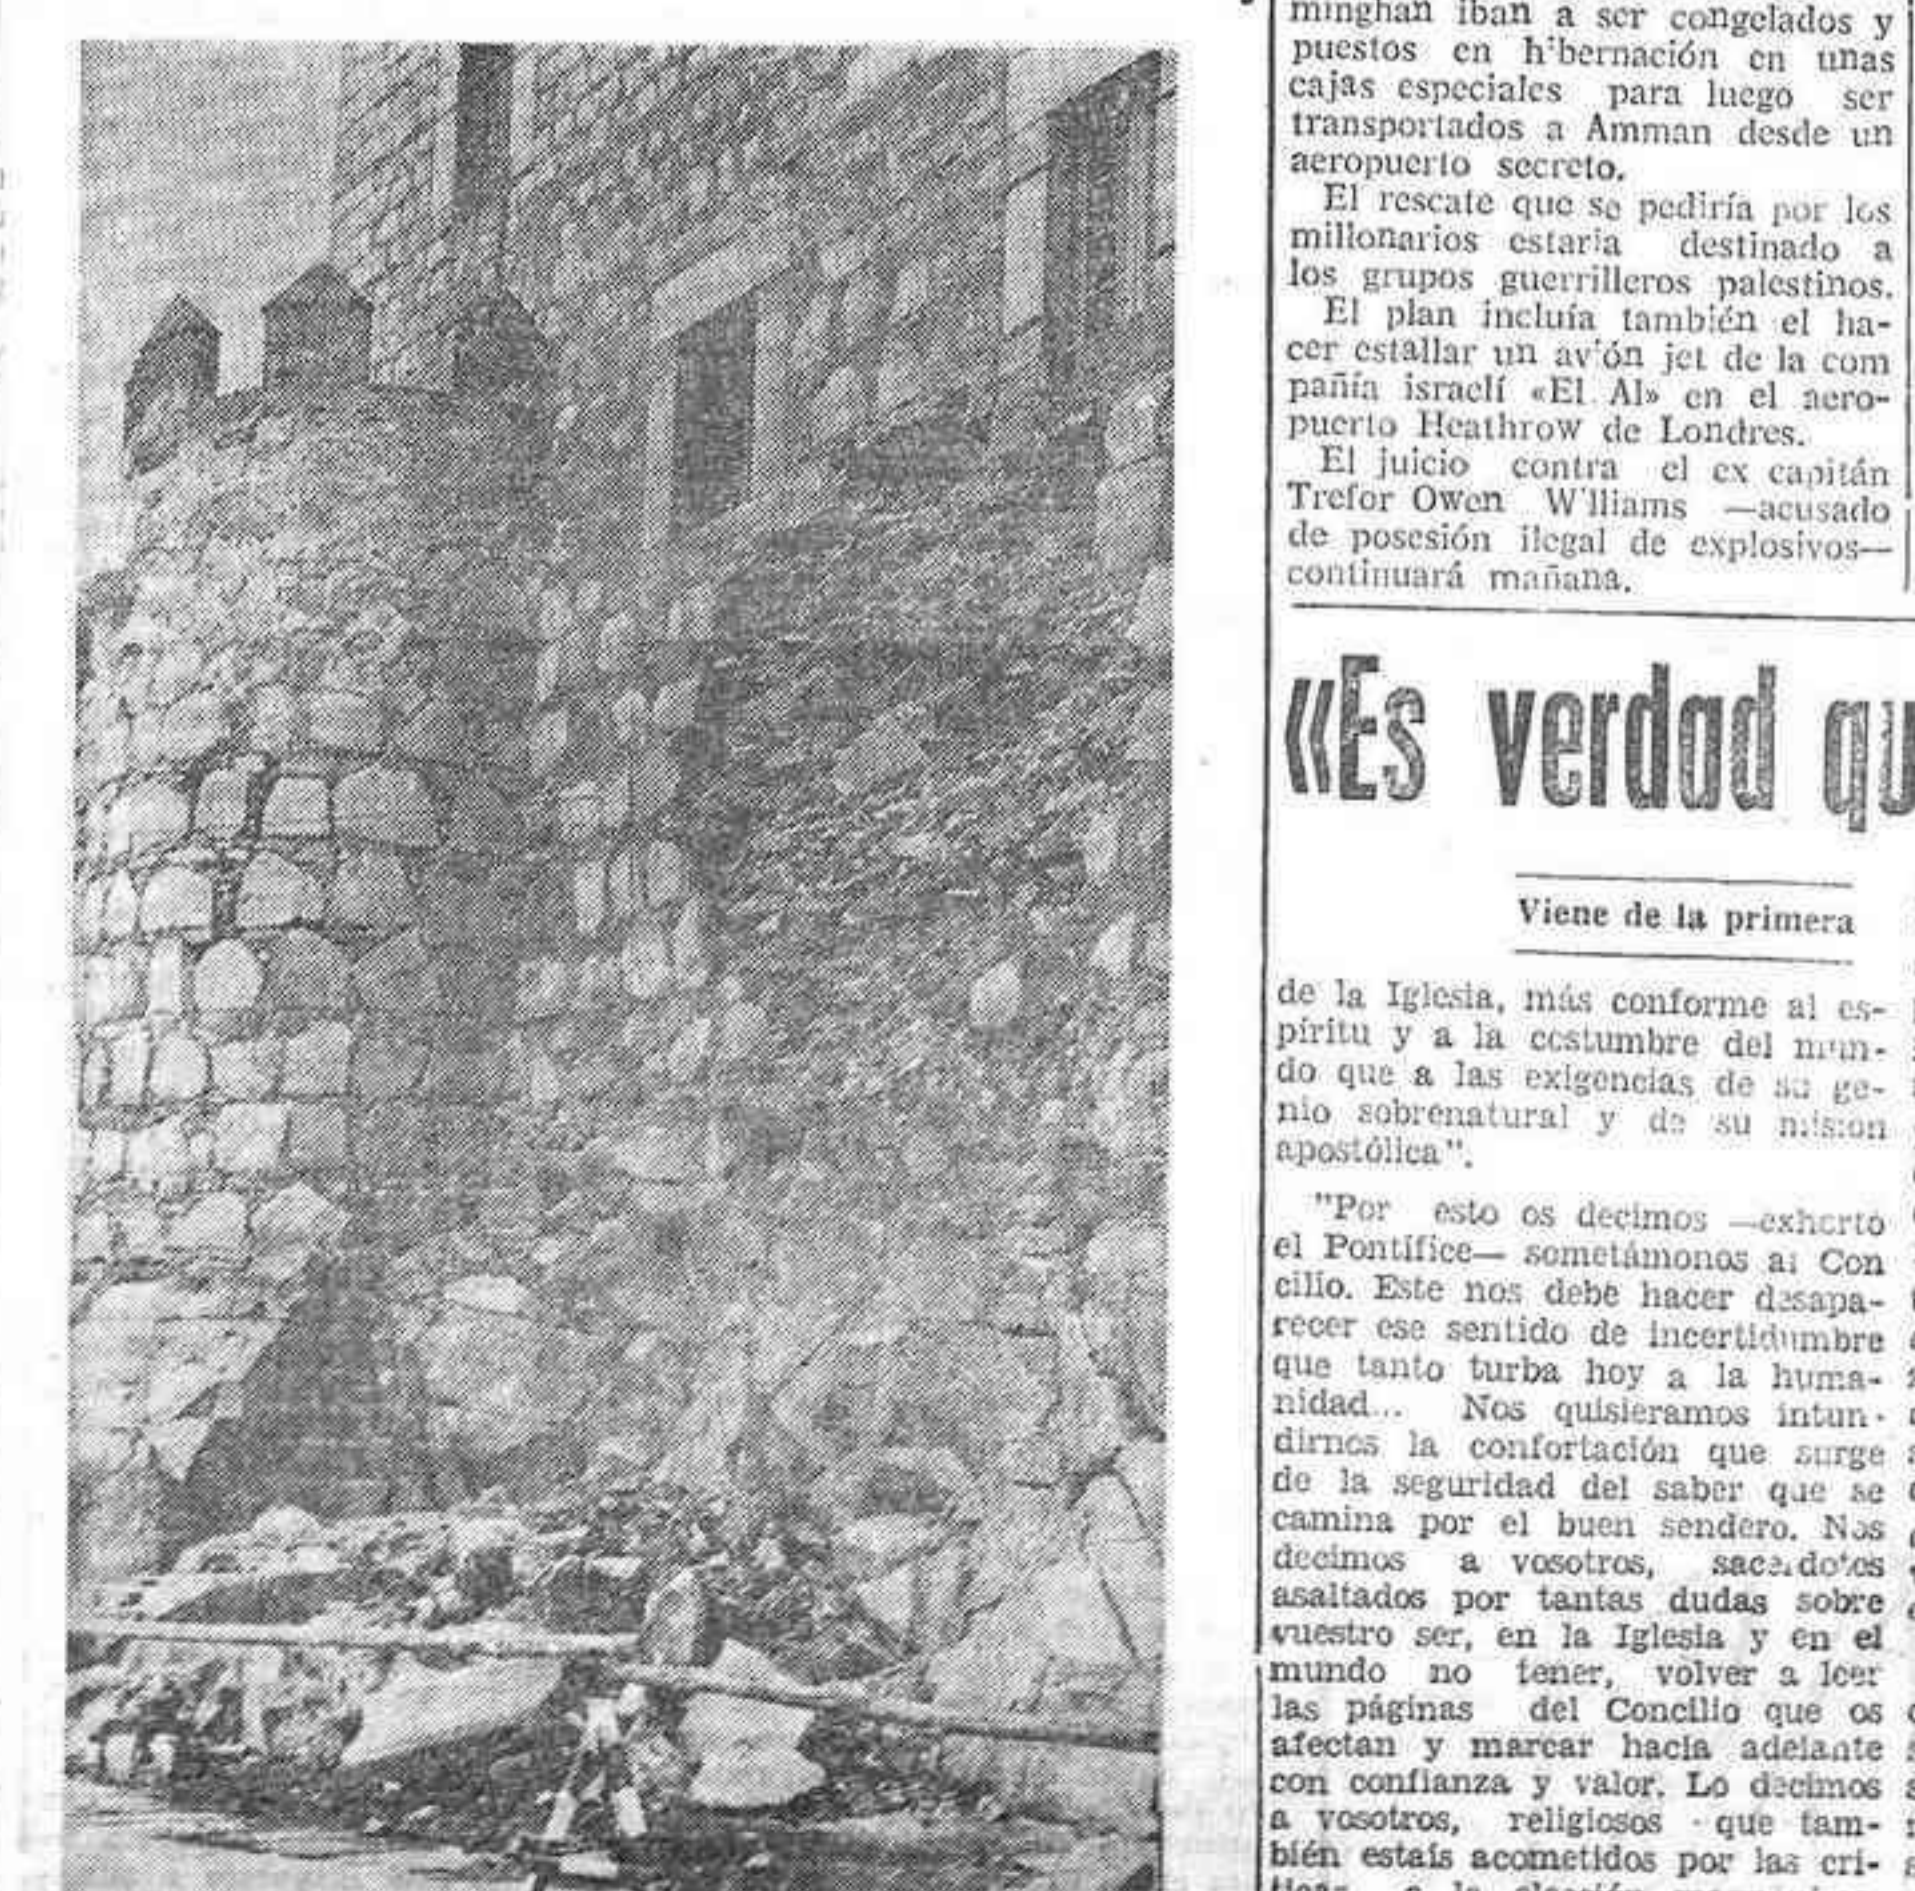 minghan iban a ser congelados y
puestos en hibernación en unas
cajas especiales para luego ser
transportados a Amman desde un
aeropuerto secreto.
El rescate que se pediría por los
millonarios estaría destinado a
los grupos guerrilleros palestinos.
El plan incluía también el ha-
cer estallar un avión jet de la com
pañía israelí «El Al» en el aero-
puerto Heathrow de Londres.
El juicio contra el ex capitán
Trefor Owen Williams —acusado
de posesión ilegal de explosivos—
continuará mañana.
«Es verdad qu
Viene de la primera
de la Iglesia, más conforme al es-
píritu y a la costumbre del mun-
do que a las exigencias de su ge-
nio sobrenatural y de su mision
apostólica".
"Por esto os decimos —exhortó
el Pontífice— sometámonos al Con
cilio. Este nos debe hacer desapa-
recer ese sentido de incertidumbre
que tanto turba hoy a la huma-
nidad... Nos quisieramos intun-
dirnos la confortación que surge
de la seguridad del saber que se
camina por el buen sendero. Nos
decimos a vosotros, sacerdotes
asaltados por tantas dudas sobre
vuestro ser, en la Iglesia y en el
mundo no tener, volver a leer
las páginas del Concilio que os
afectan y marcar hacia adelante
con confianza y valor. Lo decimos
a vosotros, religiosos que tam-
bién estais acometidos por las cri-